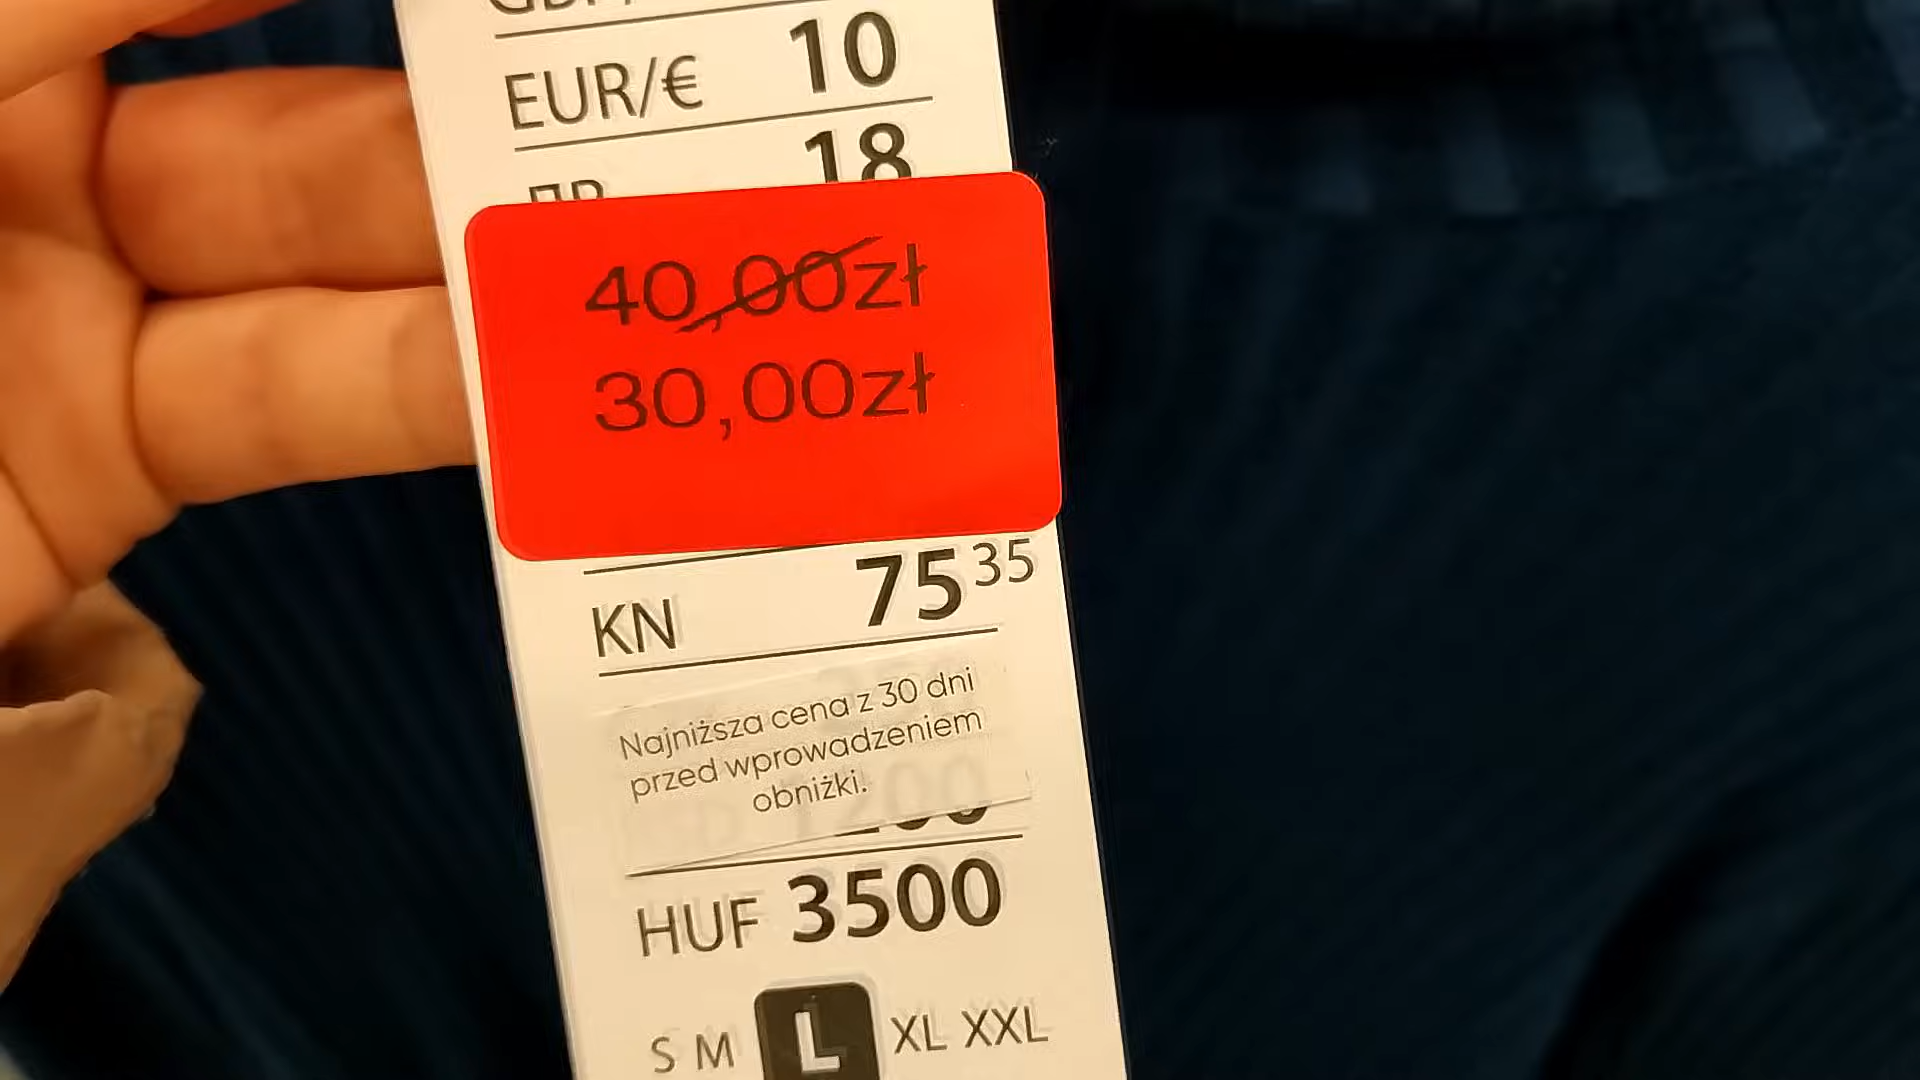 EUR/€ 10
18
40,00zł
30,00zł
KN 75 35
Najniższa cena z 30 dni
przed wprowadzeniem
obniżki.
HUF 3500
S M L XL XXL